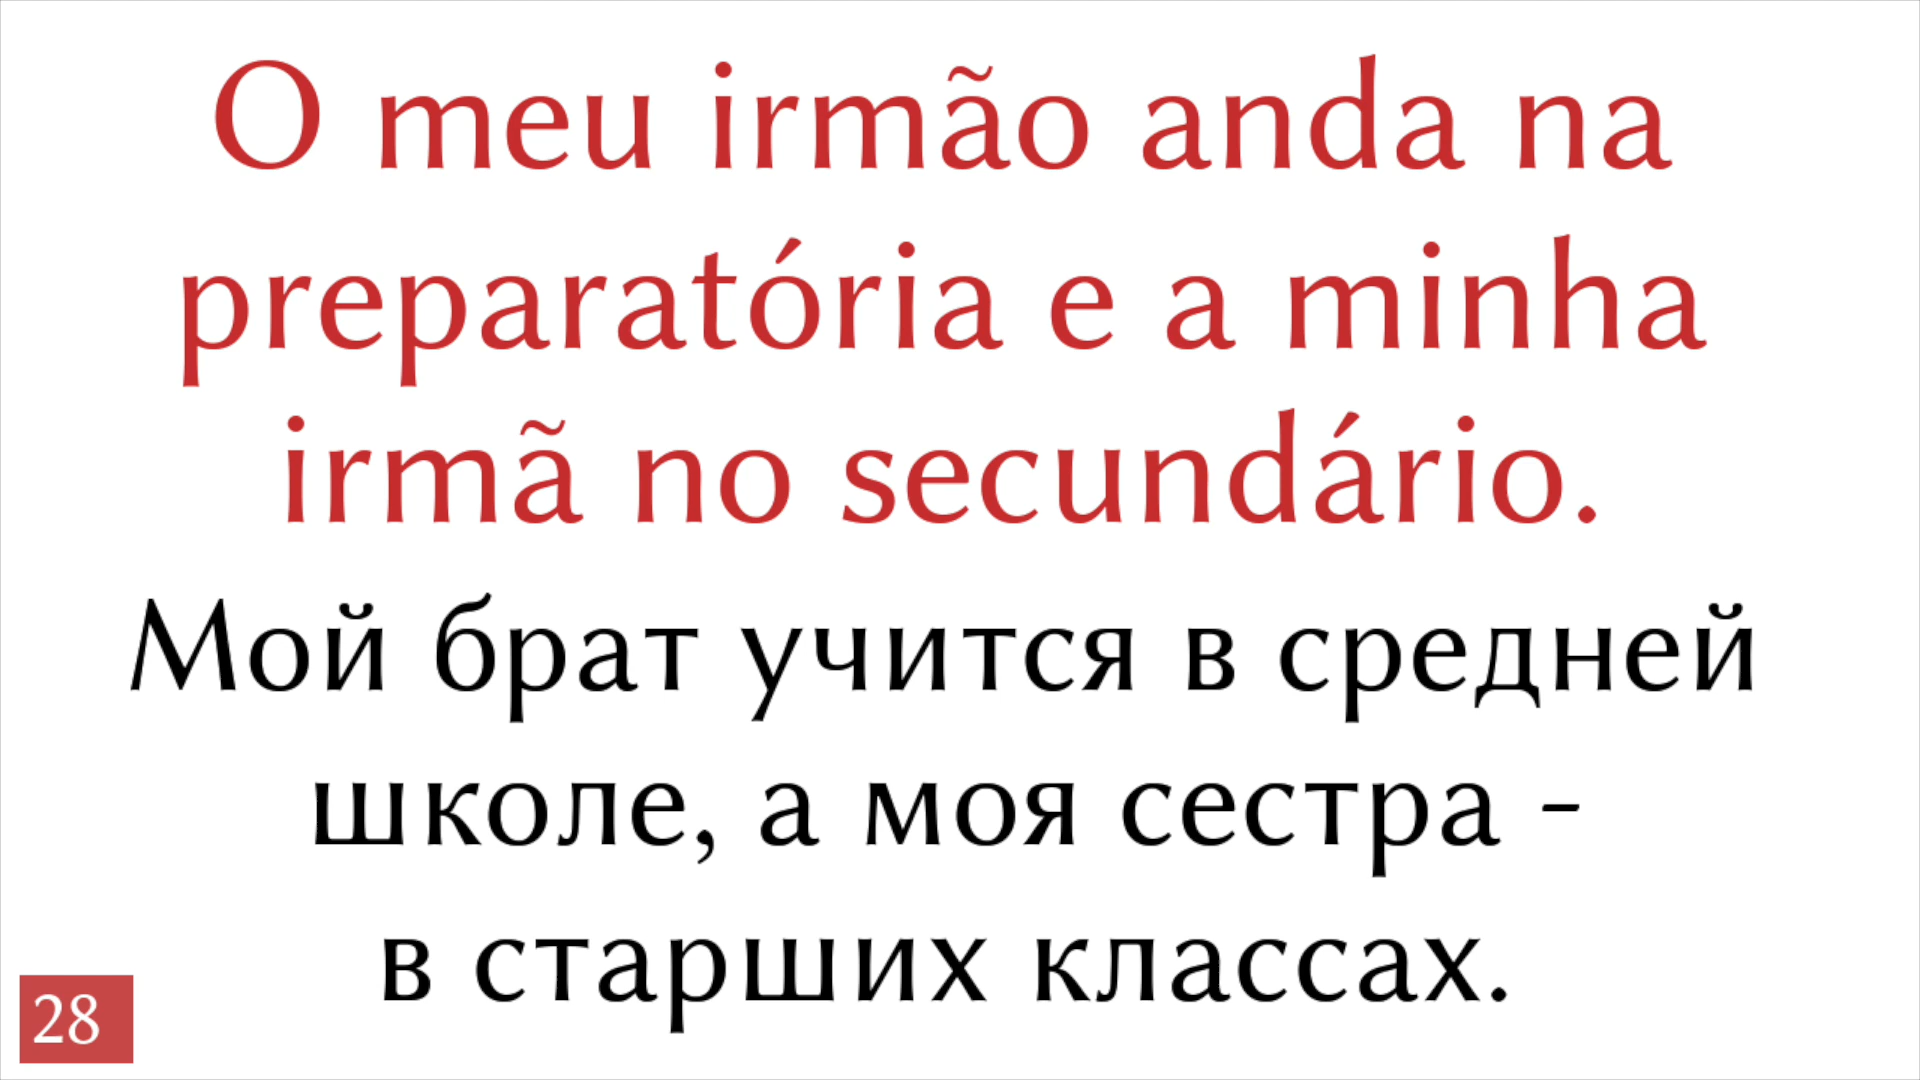 O meu irmão anda na
preparatória e a minha
irmã no secundário.
Мой брат учится в средней
школе, а моя сестра -
в старших классах.
28